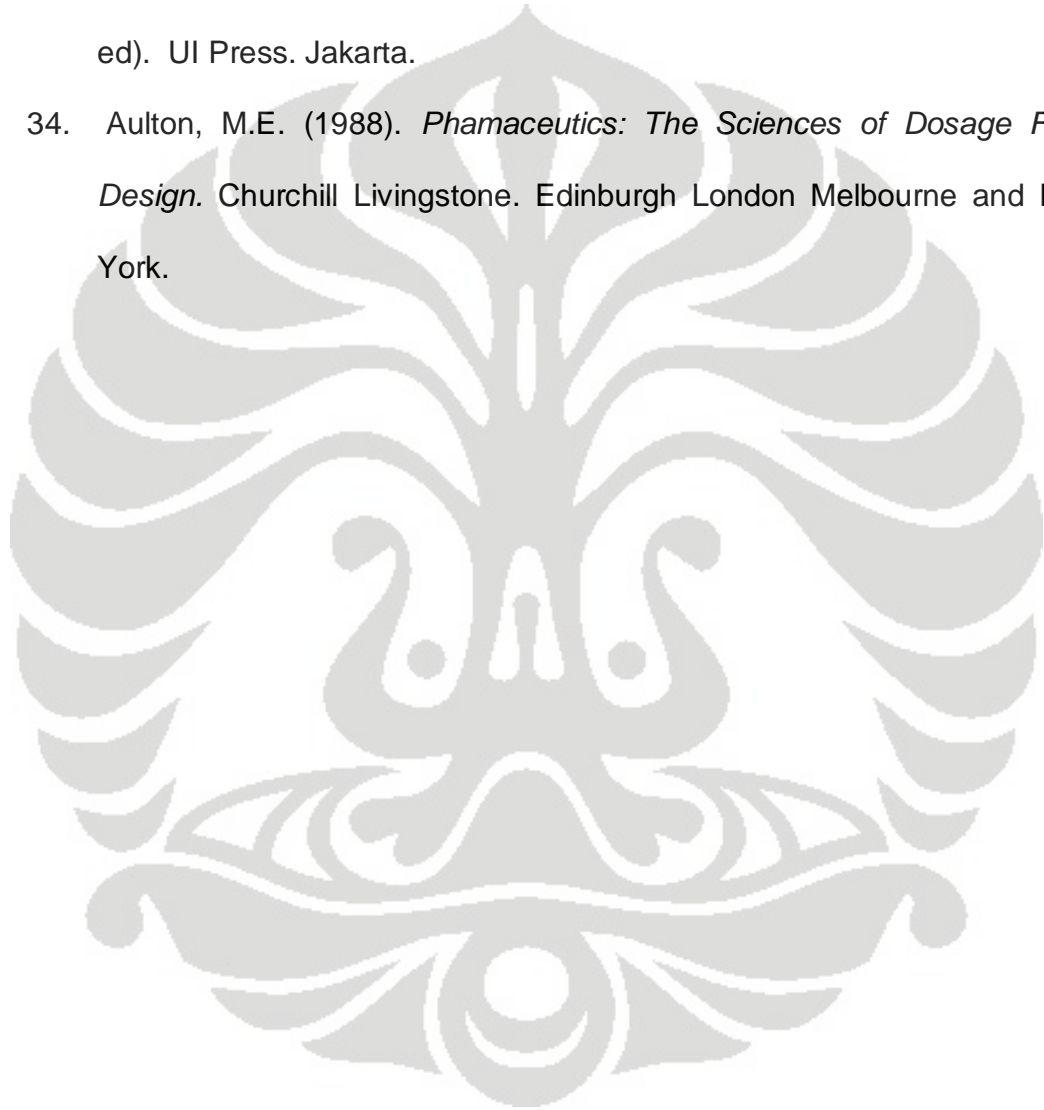 ed). UI Press. Jakarta.
34. Aulton, M.E. (1988). Phamaceutics: The Sciences of Dosage
Design. Churchill Livingstone. Edinburgh London Melbourne and
York.